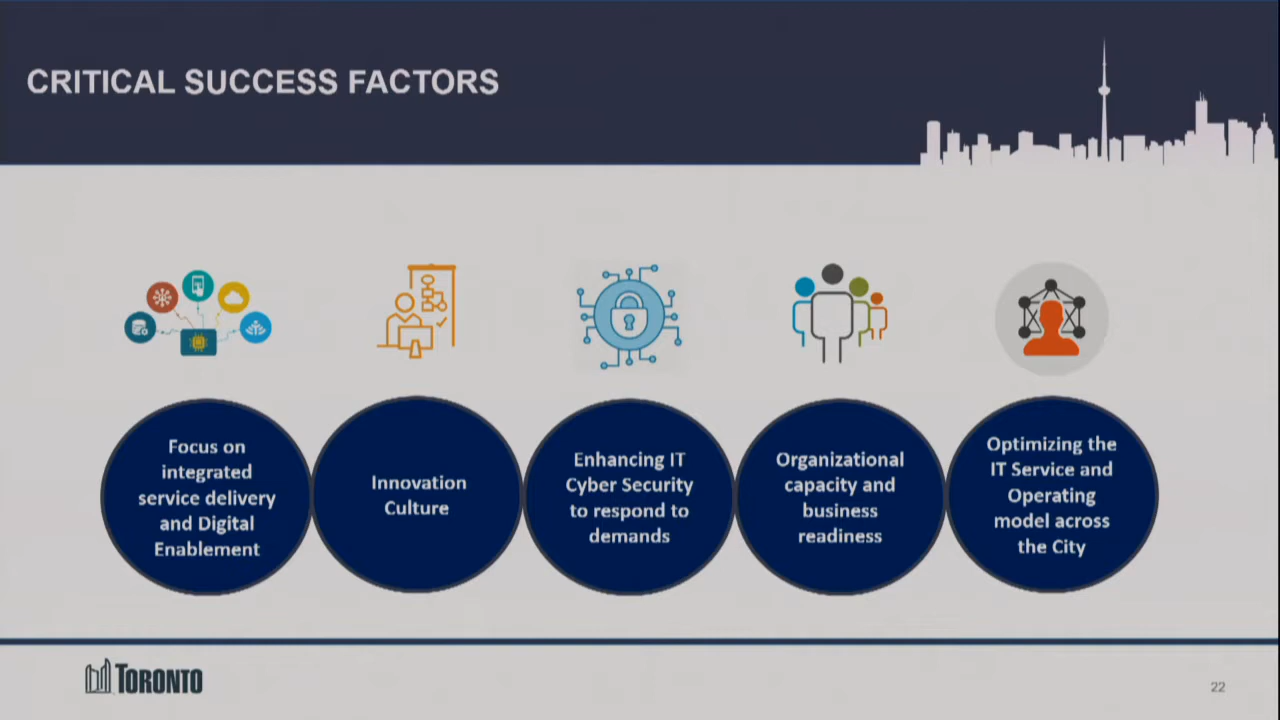 CRITICAL SUCCESS FACTORS
Focus on
integrated
service delivery
and Digital
Enablement
Innovation
Culture
Enhancing IT
Cyber Security
to respond to
demands
Organizational
capacity and
business
readiness
Optimizing the
IT Service and
Operating
model across
the City
TORONTO
22